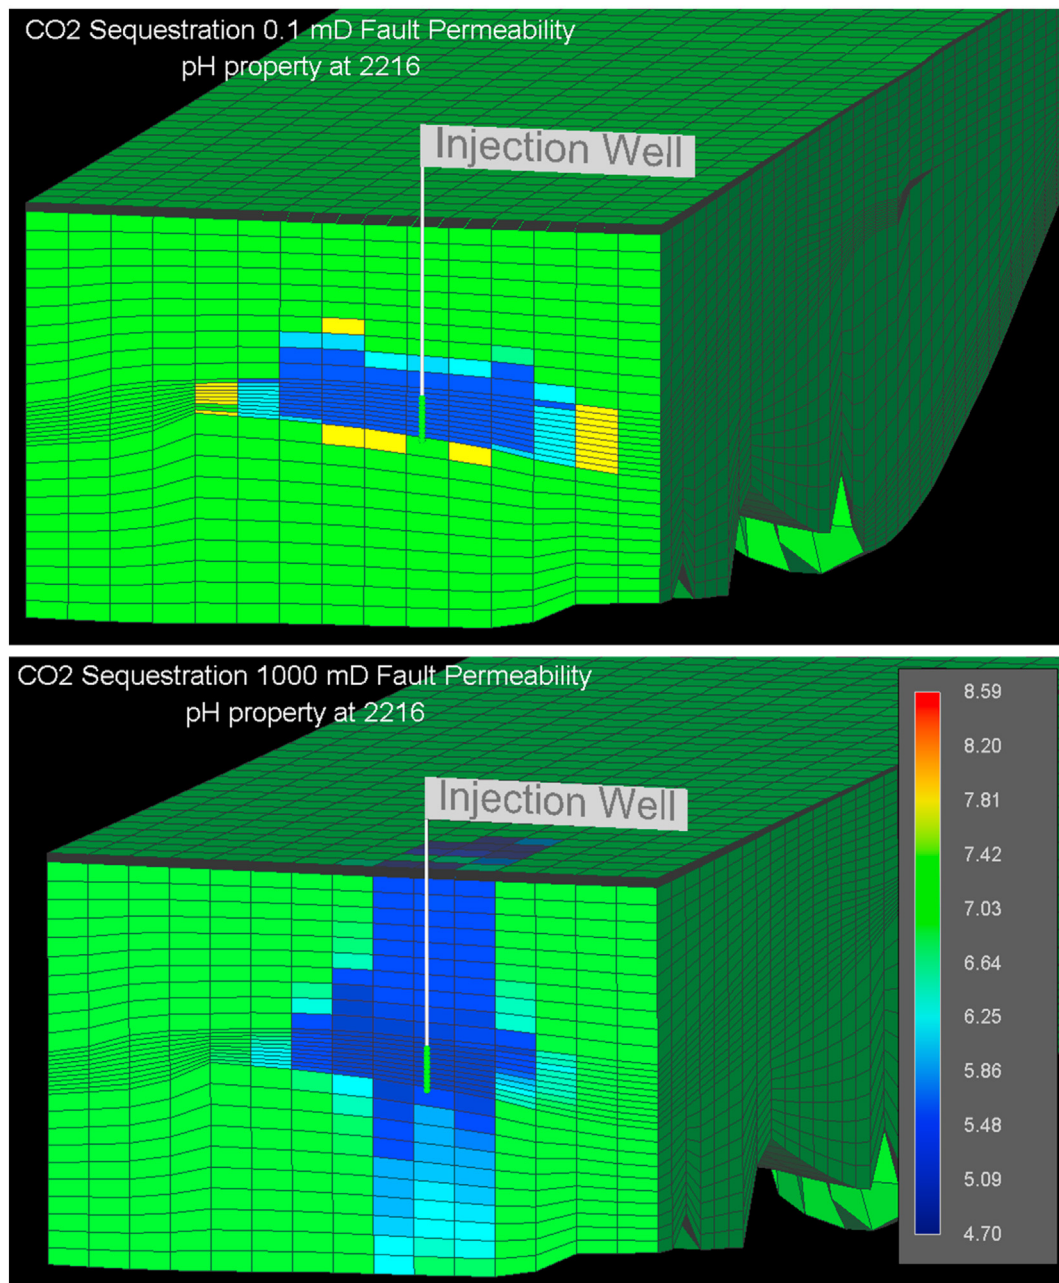 CO2 Sequestration 0.1 mD Fault Permeability
pH property at 2216
Injection Well
CO2 Sequestration 1000 mD Fault Permeability
pH property at 2216
Injection Well
8.59
8.20
7.81
7.42
7.03
6.64
6.25
5.86
5.48
5.09
4.70